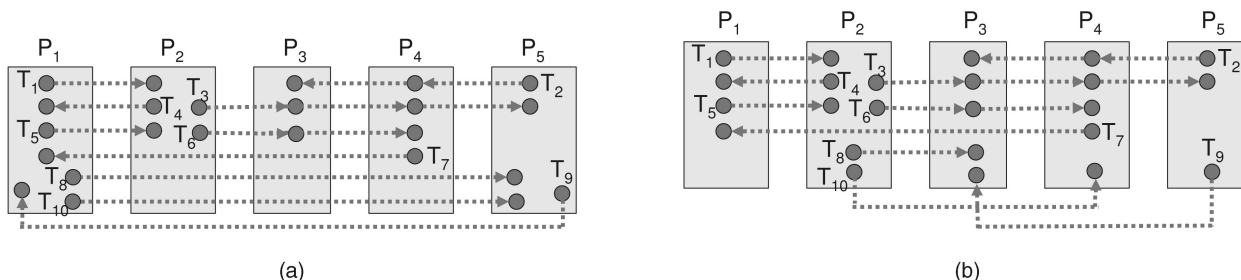 P1 P2 P3 P4 P5
T1 T3 T2
T4
T5 T6
T7
T8 T9
T10
(a)
P1 P2 P3 P4 P5
T1 T3 T2
T4
T5 T6
T7
T8 T9
T10
(b)